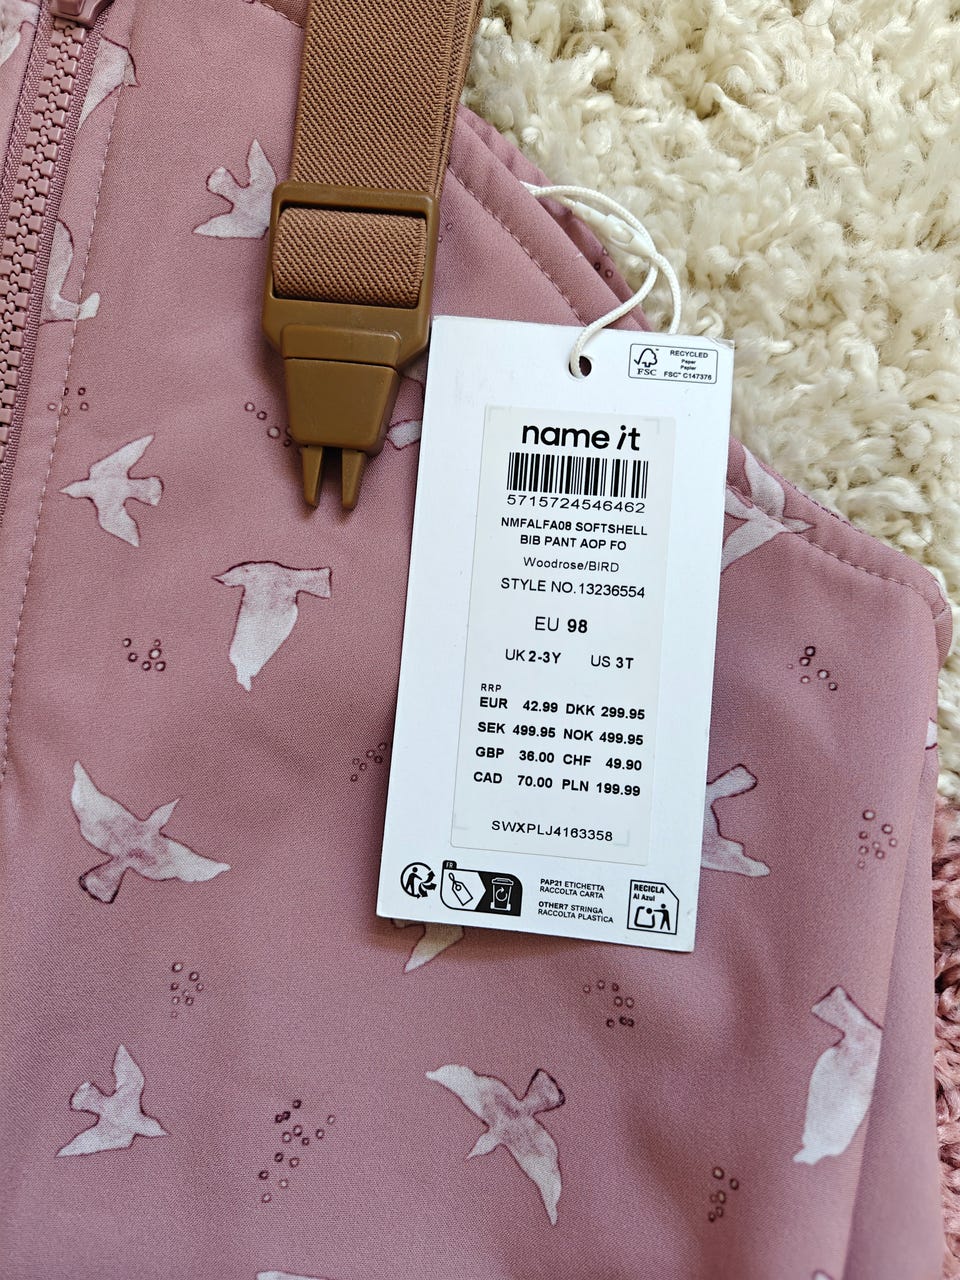 FSC
RECYCLED
Paper
Papier
FSC™ C147376
name it
5715724546462
NMFALFA08 SOFTSHELL
BIB PANT AOP FO
Woodrose/BIRD
STYLE NO.13236554
EU 98
UK 2-3Y US 3T
RRP
EUR 42.99 DKK 299.95
SEK 499.95 NOK 499.95
GBP 36.00 CHF 49.90
CAD 70.00 PLN 199.99
SWXPLJ4163358
FR
PAP21 ETICHETTA
RACCOLTA CARTA
OTHER7 STRINGA
RACCOLTA PLASTICA
RECICLA
Al Azul